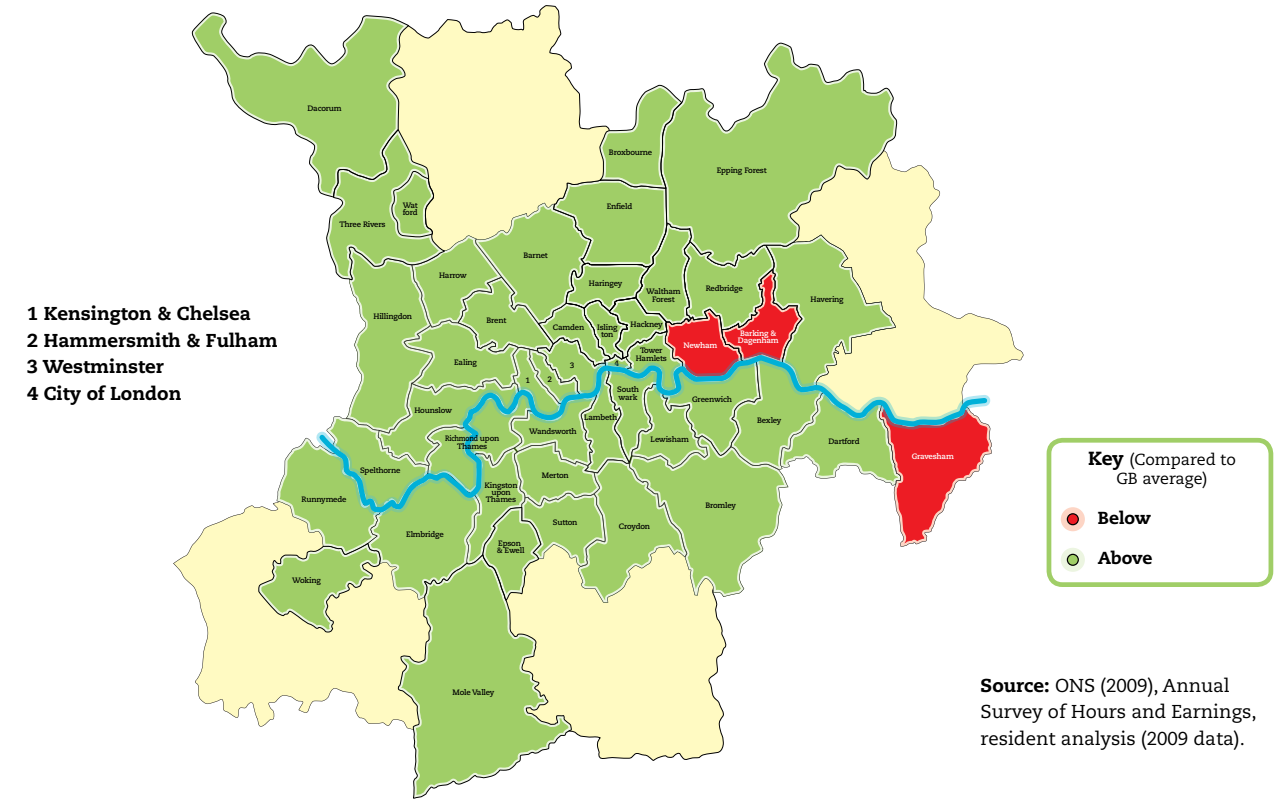 Dacorum
Broxbourne
Epping Forest
Wat
ford
Enfield
Three Rivers
Barnet
Harrow
Haringey
Redbridge
Waltham
Forest
Havering
Hillingdon
Brent
Camden
Isling
ton
Hackney
Barking &
Dagenham
Newham
Tower
Hamlets
Ealing
1
2
3
4
South
wark
Greenwich
Hounslow
Lambeth
Bexley
Wandsworth
Richmond upon
Thames
Lewisham
Dartford
Gravesham
Spelthorne
Merton
Kingston
upon
Thames
Runnymede
Bromley
Sutton
Croydon
Elmbridge
Epson
& Ewell
Woking
Mole Valley
1 Kensington & Chelsea
2 Hammersmith & Fulham
3 Westminster
4 City of London
Key (Compared to
GB average)
Below
Above
Source: ONS (2009), Annual
Survey of Hours and Earnings,
resident analysis (2009 data).